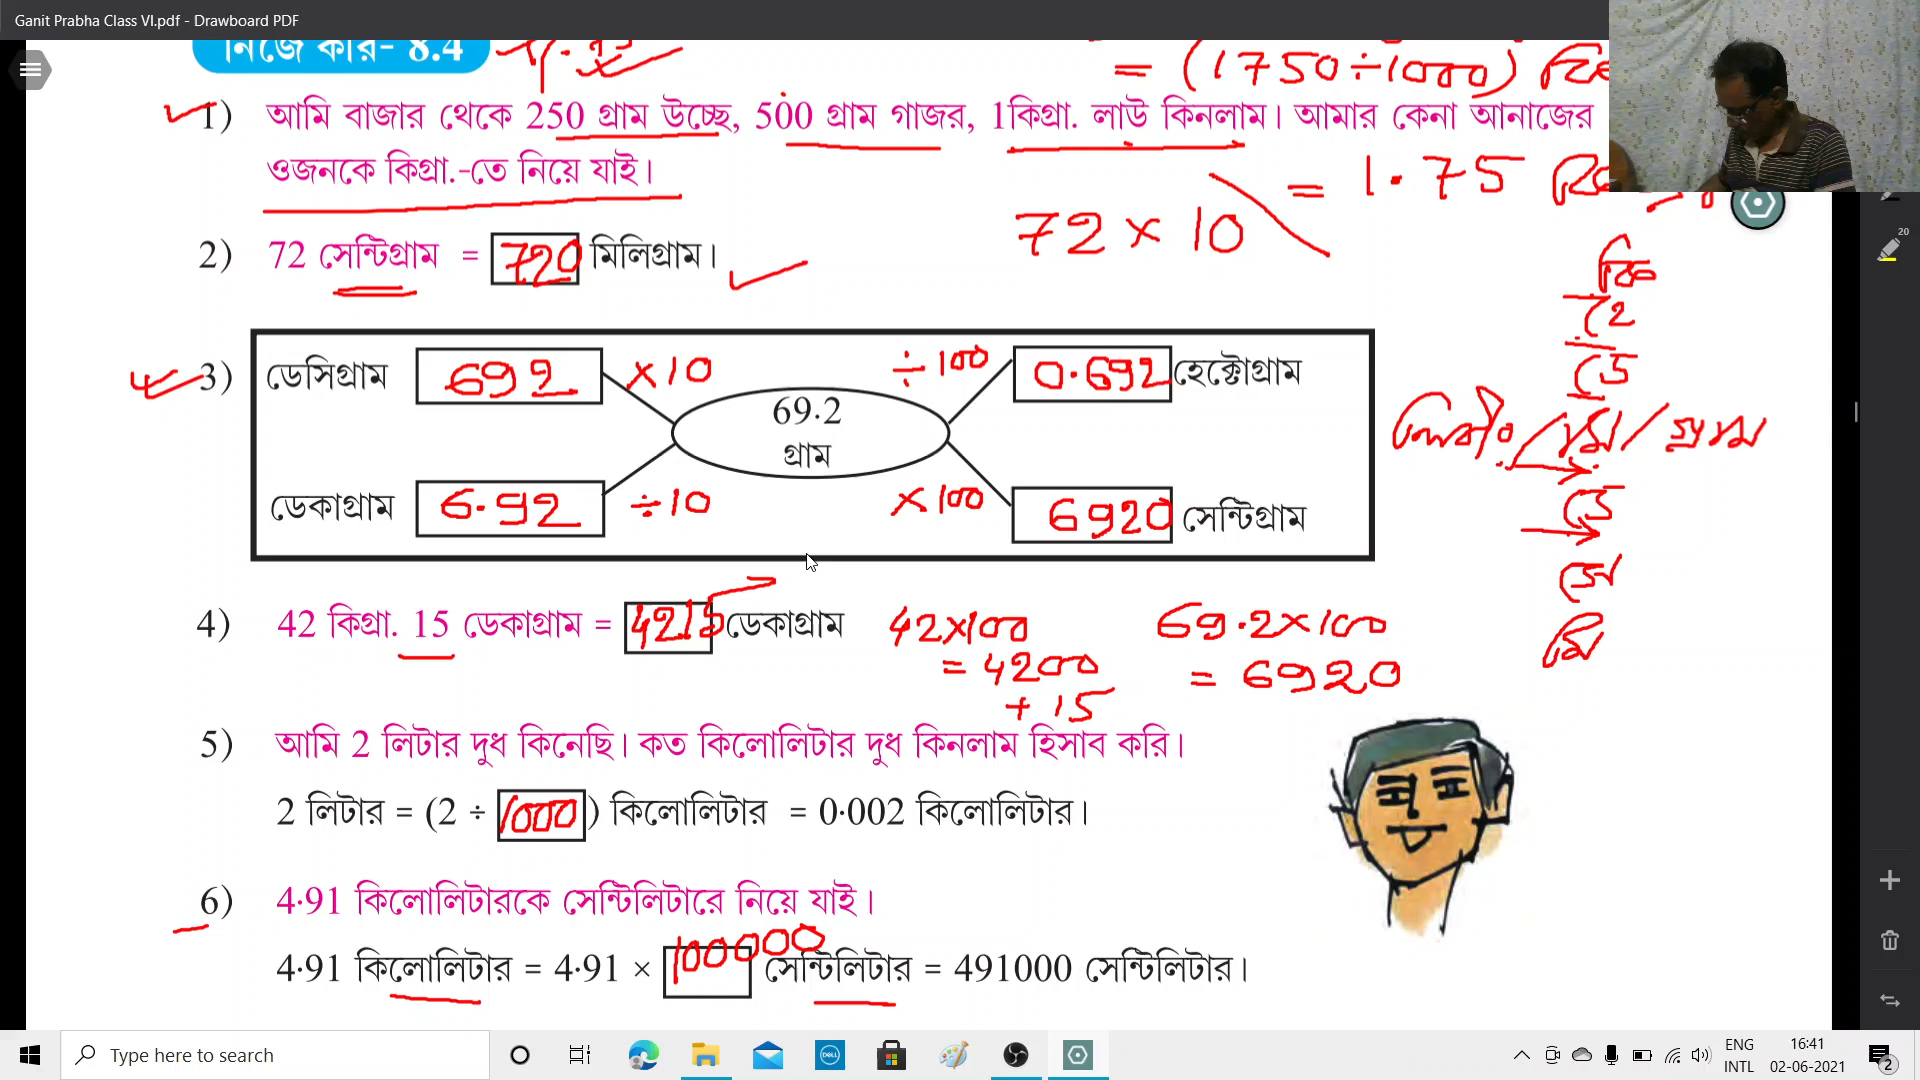 Ganit Prabha Class VI.pdf - Drawboard PDF
নিজে করি- 8.4
= (1750÷1000)
1) আমি বাজার থেকে 250 গ্রাম উচ্ছে, 500 গ্রাম গাজর, 1কিগ্রা. লাউ কিনলাম। আমার কেনা আনাজের
ওজনকে কিগ্রা.-তে নিয়ে যাই।
= 1.75
72 × 10
2) 72 সেন্টিগ্রাম = 720 মিলিগ্রাম।
20
কি
হে
ডে
3) ডেসিগ্রাম 692 ×10 ÷100 0.692 হেক্টোগ্রাম
69·2
গ্রাম
লিটার/মি/গ্রাম
ডেকাগ্রাম 6.92 ÷10 ×100 6920 সেন্টিগ্রাম
ডে
সে
মি
4) 42 কিগ্রা. 15 ডেকাগ্রাম = 4215 ডেকাগ্রাম
42×100
= 4200
+ 15
69.2×100
= 6920
5) আমি 2 লিটার দুধ কিনেছি। কত কিলোলিটার দুধ কিনলাম হিসাব করি।
2 লিটার = (2 ÷ 1000) কিলোলিটার = 0·002 কিলোলিটার।
6) 4·91 কিলোলিটারকে সেন্টিলিটারে নিয়ে যাই।
4·91 কিলোলিটার = 4·91 × 100000 সেন্টিলিটার = 491000 সেন্টিলিটার।
Type here to search
DELL
ENG
INTL
16:41
02-06-2021
2